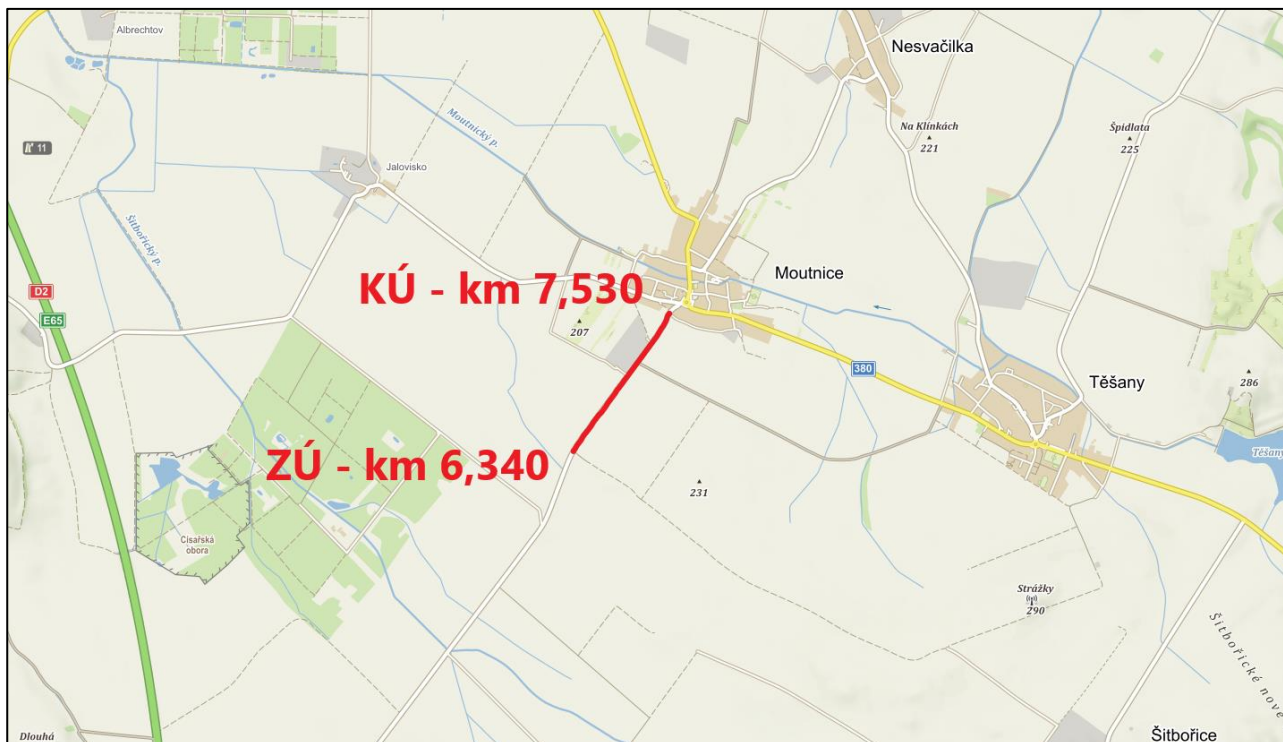 Albrechtov
Nesvačilka
Moutnický p.
Na Klínkách
221
Špidlata
225
11
Jalovisko
Šitbořický p.
Moutnice
KÚ - km 7,530
D2
E65
207
380
Těšany
286
ZÚ - km 6,340
Těšany
231
Císařská
obora
Strážky
290
Šitbořické nove
Dlouhá
Šitbořice